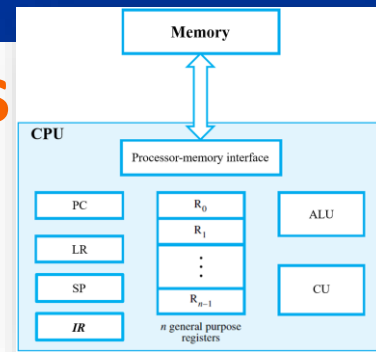 Memory
s
CPU
Processor-memory interface
PC
LR
SP
IR
R0
R1
⋮
Rn−1
n general purpose
registers
ALU
CU